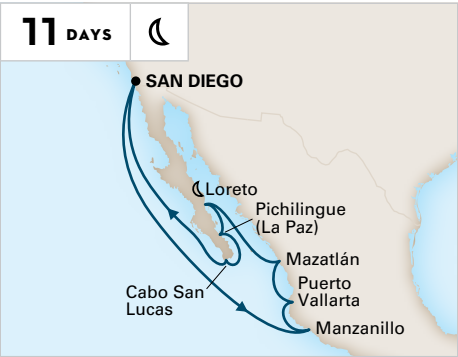 11 DAYS
SAN DIEGO
Loreto
Pichilingue
(La Paz)
Mazatlán
Puerto
Vallarta
Cabo San
Lucas
Manzanillo